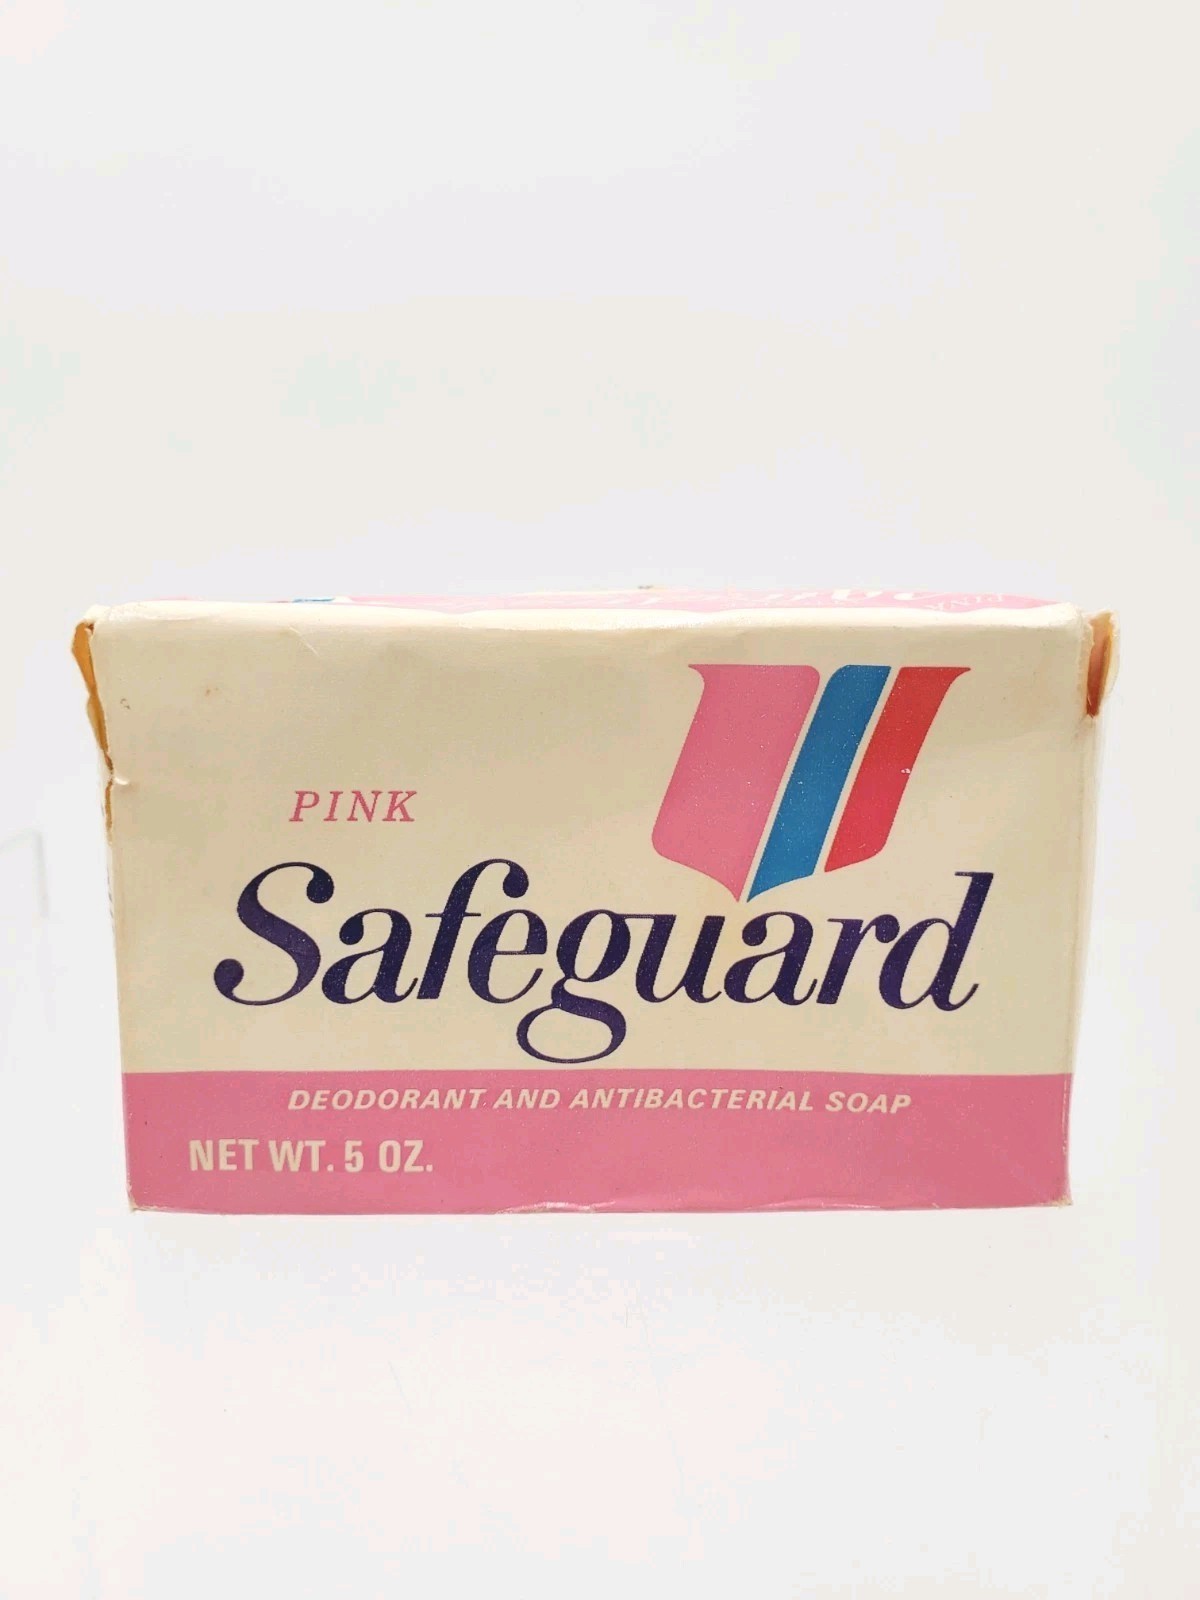 PINK
Safeguard
DEODORANT AND ANTIBACTERIAL SOAP
NET WT. 5 OZ.